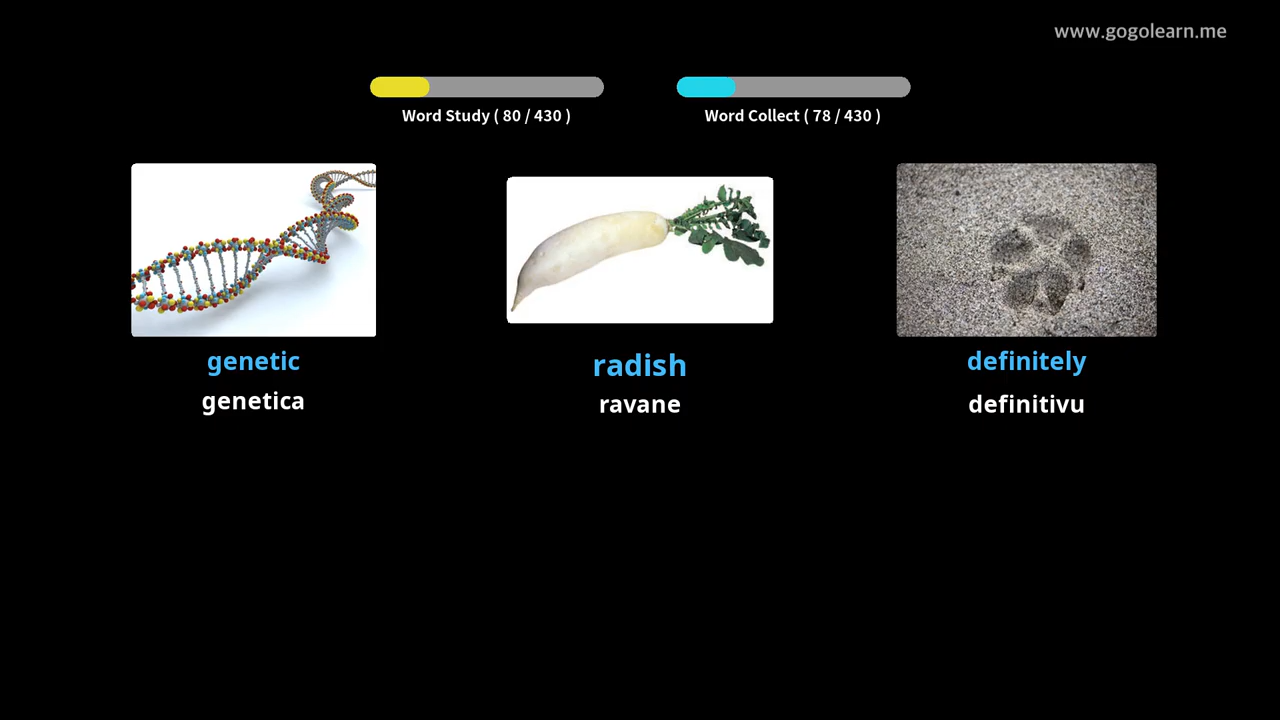 www.gogolearn.me
Word Study ( 80 / 430 )
Word Collect ( 78 / 430 )
genetic
radish
definitely
genetica
ravane
definitivu